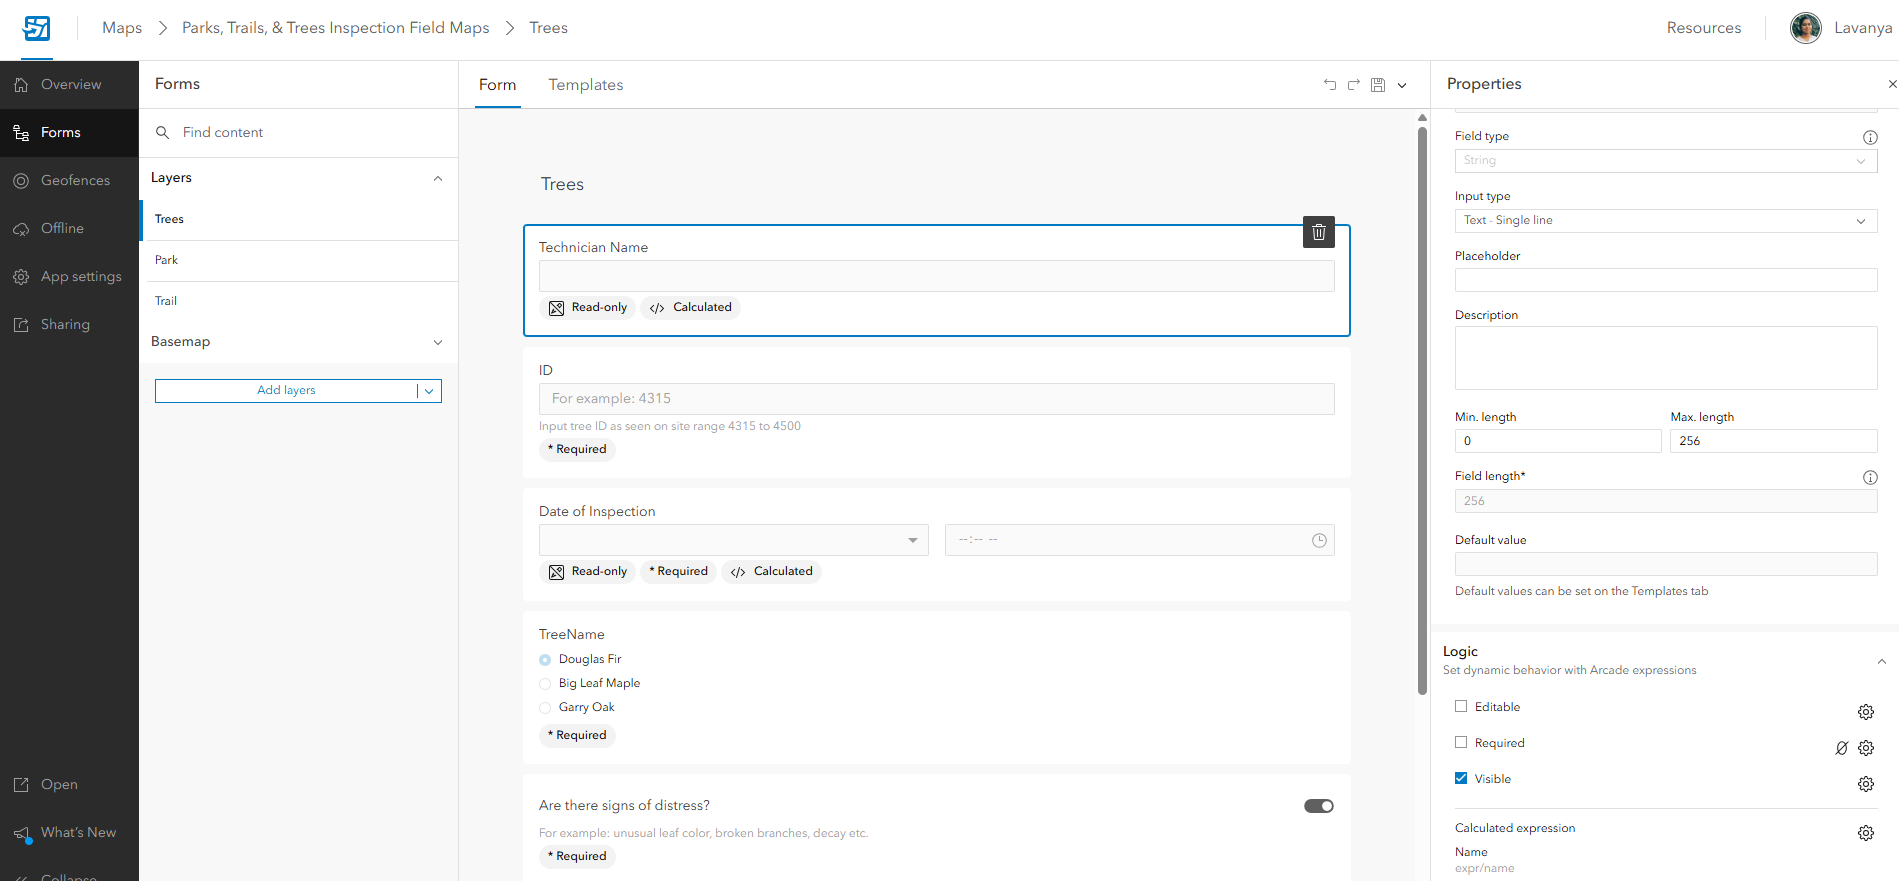 Maps > Parks, Trails, & Trees Inspection Field Maps > Trees
Resources
Lavanya
Overview
Forms
Geofences
Offline
App settings
Sharing
Open
What's New
Collapse
Forms
Find content
Layers
Trees
Park
Trail
Basemap
Add layers
Form
Templates
Trees
Technician Name
Read-only
Calculated
ID
For example: 4315
Input tree ID as seen on site range 4315 to 4500
* Required
Date of Inspection
--:-- --
Read-only
* Required
Calculated
TreeName
Douglas Fir
Big Leaf Maple
Garry Oak
* Required
Are there signs of distress?
For example: unusual leaf color, broken branches, decay etc.
* Required
Properties
Field type
String
Input type
Text - Single line
Placeholder
Description
Min. length
Max. length
0
256
Field length*
256
Default value
Default values can be set on the Templates tab
Logic
Set dynamic behavior with Arcade expressions
Editable
Required
Visible
Calculated expression
Name
expr/name